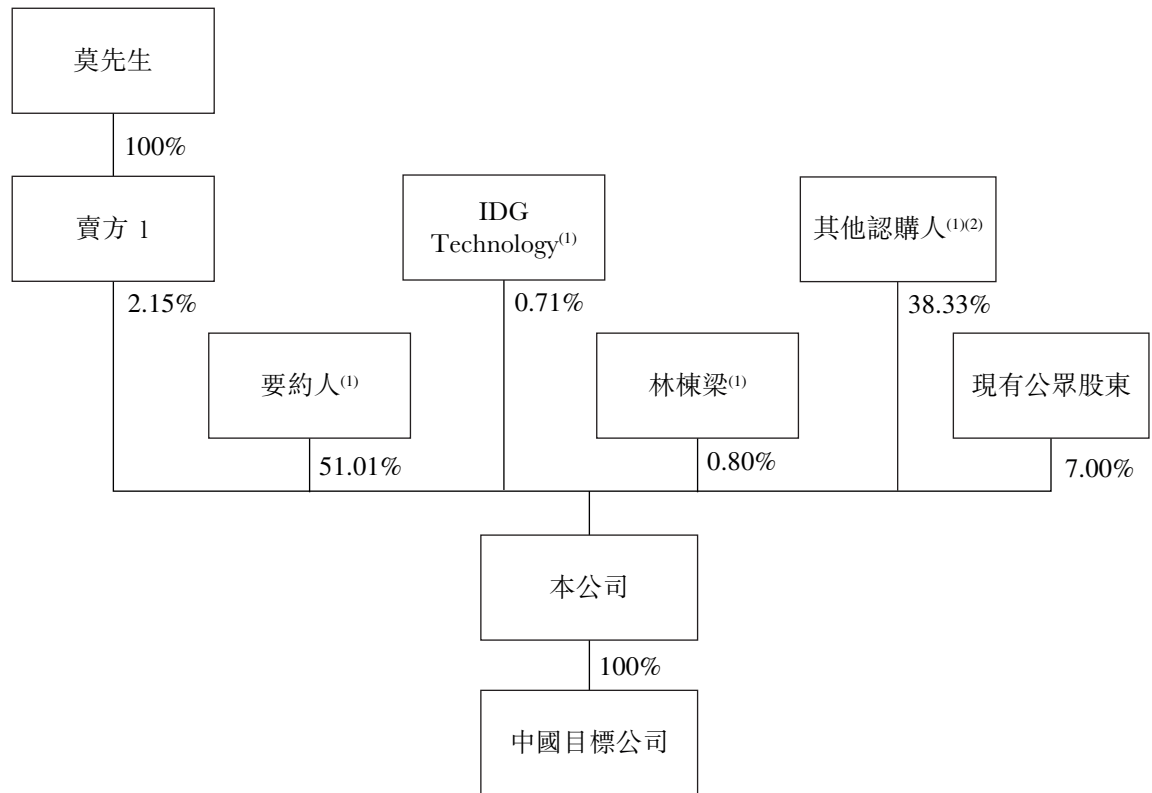 莫先生
100%
賣方 1
IDG
Technology(1)
其他認購人(1)(2)
2.15%
0.71%
38.33%
要約人(1)
林棟梁(1)
現有公眾股東
51.01%
0.80%
7.00%
本公司
100%
中國目標公司